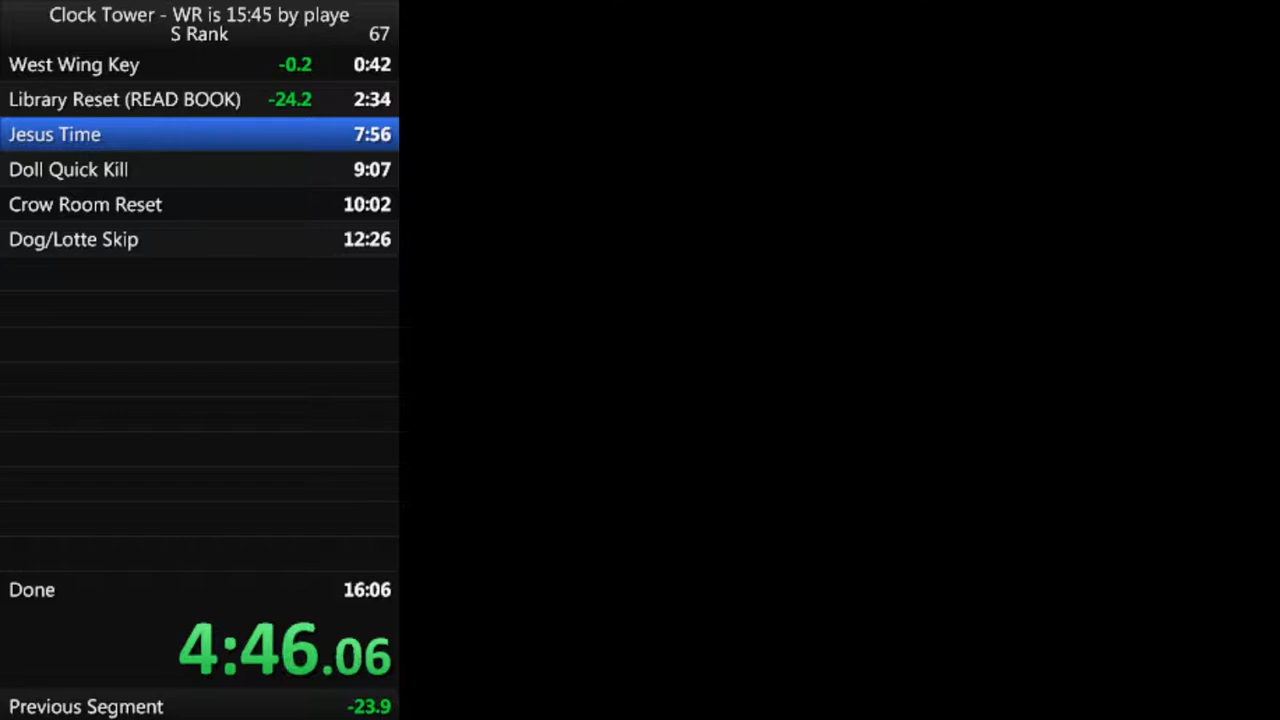 Clock Tower - WR is 15:45 by playe
S Rank 67
West Wing Key -0.2 0:42
Library Reset (READ BOOK) -24.2 2:34
Jesus Time 7:56
Doll Quick Kill 9:07
Crow Room Reset 10:02
Dog/Lotte Skip 12:26
Done 16:06
4:46.06
Previous Segment -23.9